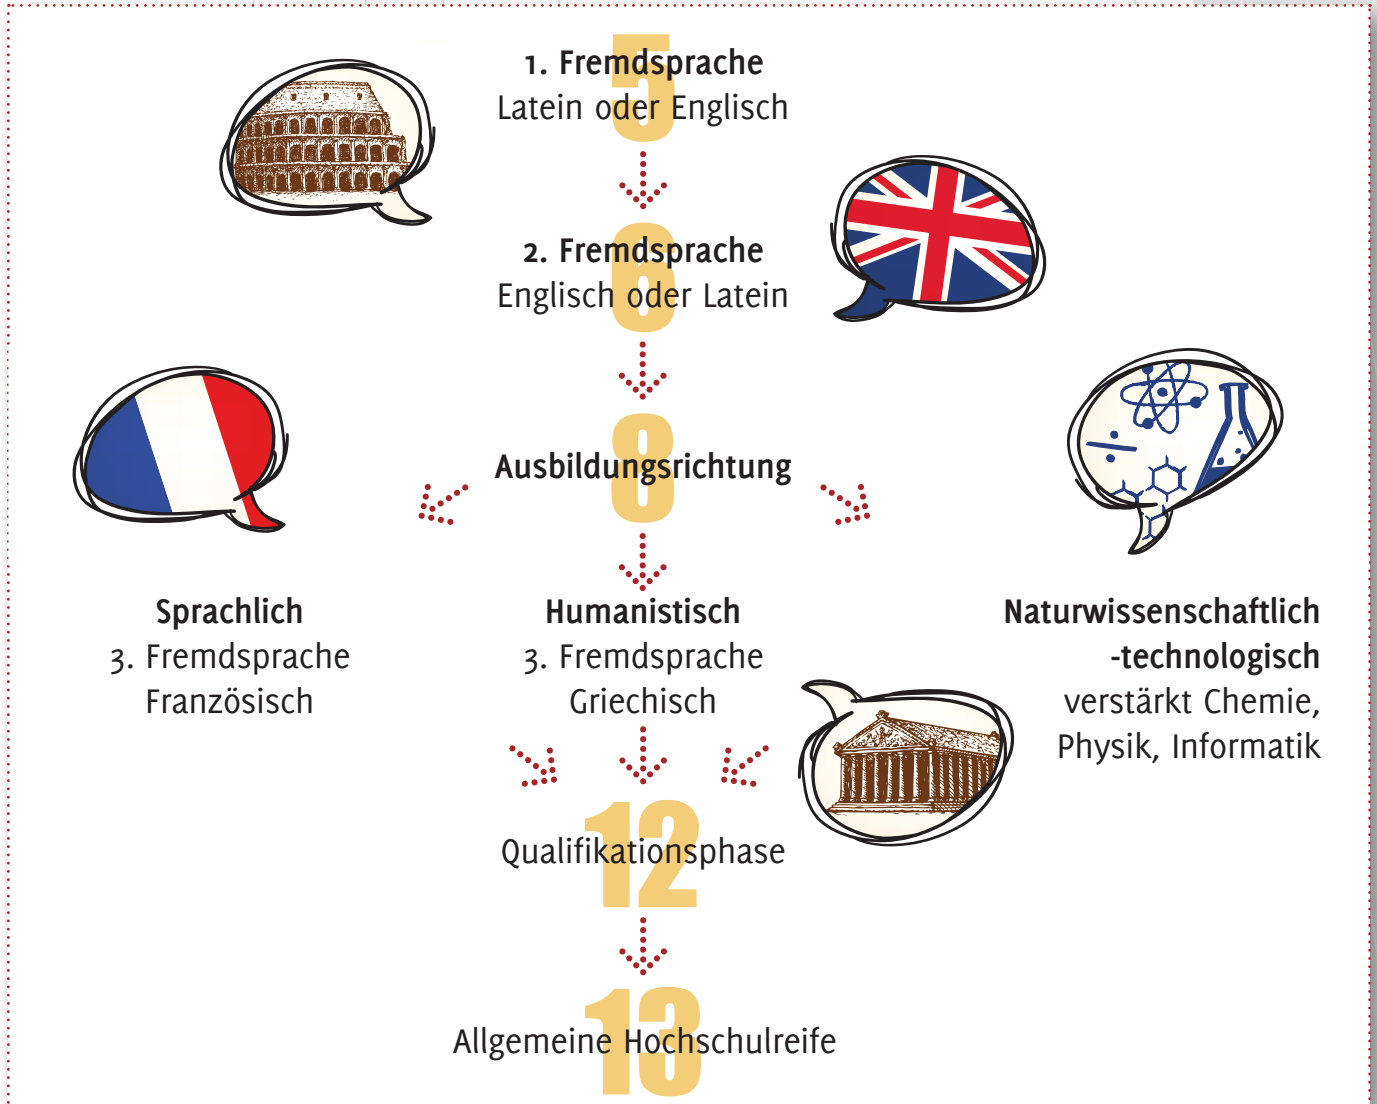 5
1. Fremdsprache
Latein oder Englisch
6
2. Fremdsprache
Englisch oder Latein
8
Ausbildungsrichtung
Sprachlich
3. Fremdsprache
Französisch
Humanistisch
3. Fremdsprache
Griechisch
Naturwissenschaftlich
-technologisch
verstärkt Chemie,
Physik, Informatik
12
Qualifikationsphase
13
Allgemeine Hochschulreife